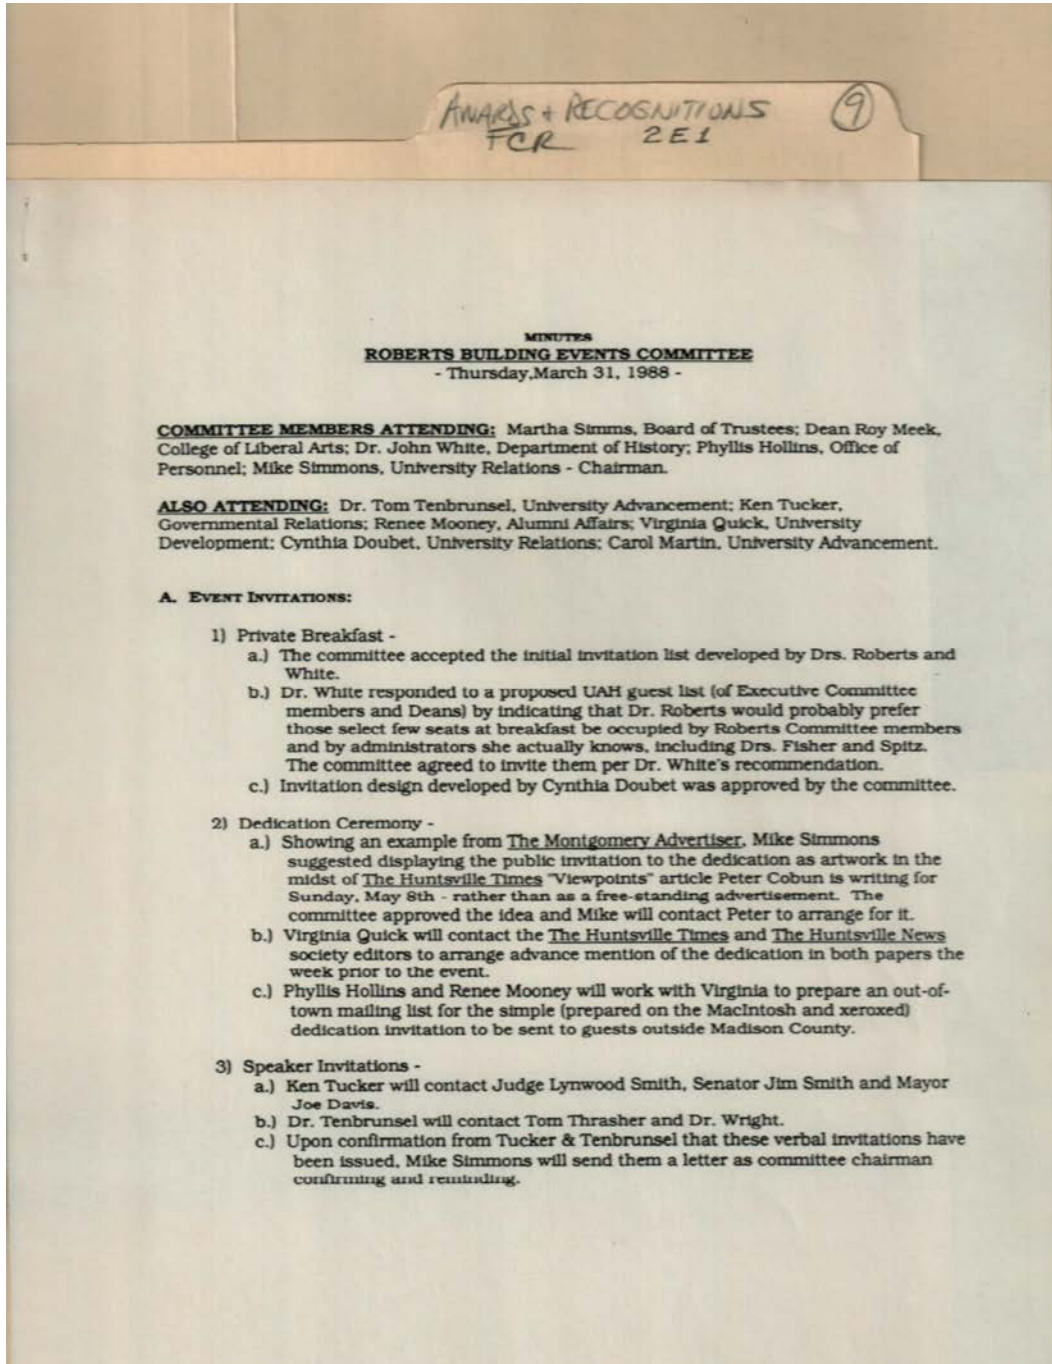 AWARDS + RECOGNITIONS 9
FCR 2E1
MINUTES
ROBERTS BUILDING EVENTS COMMITTEE
- Thursday,March 31, 1988 -
COMMITTEE MEMBERS ATTENDING: Martha Simms, Board of Trustees; Dean Roy Meek,
College of Liberal Arts; Dr. John White, Department of History; Phyllis Hollins, Office of
Personnel; Mike Simmons, University Relations - Chairman.
ALSO ATTENDING: Dr. Tom Tenbrunsel, University Advancement; Ken Tucker,
Governmental Relations; Renee Mooney, Alumni Affairs; Virginia Quick, University
Development; Cynthia Doubet, University Relations; Carol Martin, University Advancement.
A. EVENT INVITATIONS:
1) Private Breakfast -
a.) The committee accepted the initial invitation list developed by Drs. Roberts and
White.
b.) Dr. White responded to a proposed UAH guest list (of Executive Committee
members and Deans) by indicating that Dr. Roberts would probably prefer
those select few seats at breakfast be occupied by Roberts Committee members
and by administrators she actually knows, including Drs. Fisher and Spitz.
The committee agreed to invite them per Dr. White's recommendation.
c.) Invitation design developed by Cynthia Doubet was approved by the committee.
2) Dedication Ceremony -
a.) Showing an example from The Montgomery Advertiser, Mike Simmons
suggested displaying the public invitation to the dedication as artwork in the
midst of The Huntsville Times "Viewpoints" article Peter Cobun is writing for
Sunday, May 8th - rather than as a free-standing advertisement. The
committee approved the idea and Mike will contact Peter to arrange for it.
b.) Virginia Quick will contact the The Huntsville Times and The Huntsville News
society editors to arrange advance mention of the dedication in both papers the
week prior to the event.
c.) Phyllis Hollins and Renee Mooney will work with Virginia to prepare an out-of-
town mailing list for the simple (prepared on the MacIntosh and xeroxed)
dedication invitation to be sent to guests outside Madison County.
3) Speaker Invitations -
a.) Ken Tucker will contact Judge Lynwood Smith, Senator Jim Smith and Mayor
Joe Davis.
b.) Dr. Tenbrunsel will contact Tom Thrasher and Dr. Wright.
c.) Upon confirmation from Tucker & Tenbrunsel that these verbal invitations have
been issued, Mike Simmons will send them a letter as committee chairman
confirming and reminding.